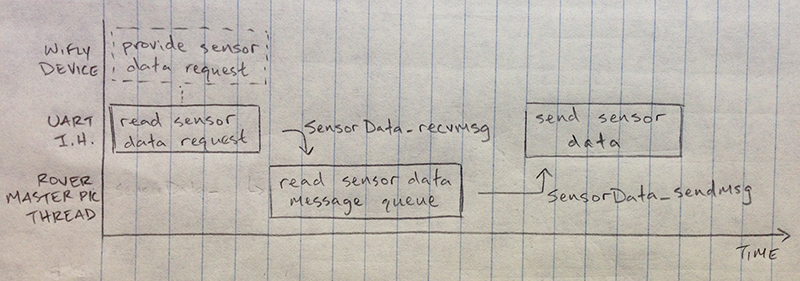 WIFLY
DEVICE
provide sensor
data request
UART
I.H.
read sensor
data request
SensorData_recvMsg
send sensor
data
ROVER
MASTER PIC
THREAD
read sensor data
message queue
SensorData_sendMsg
TIME